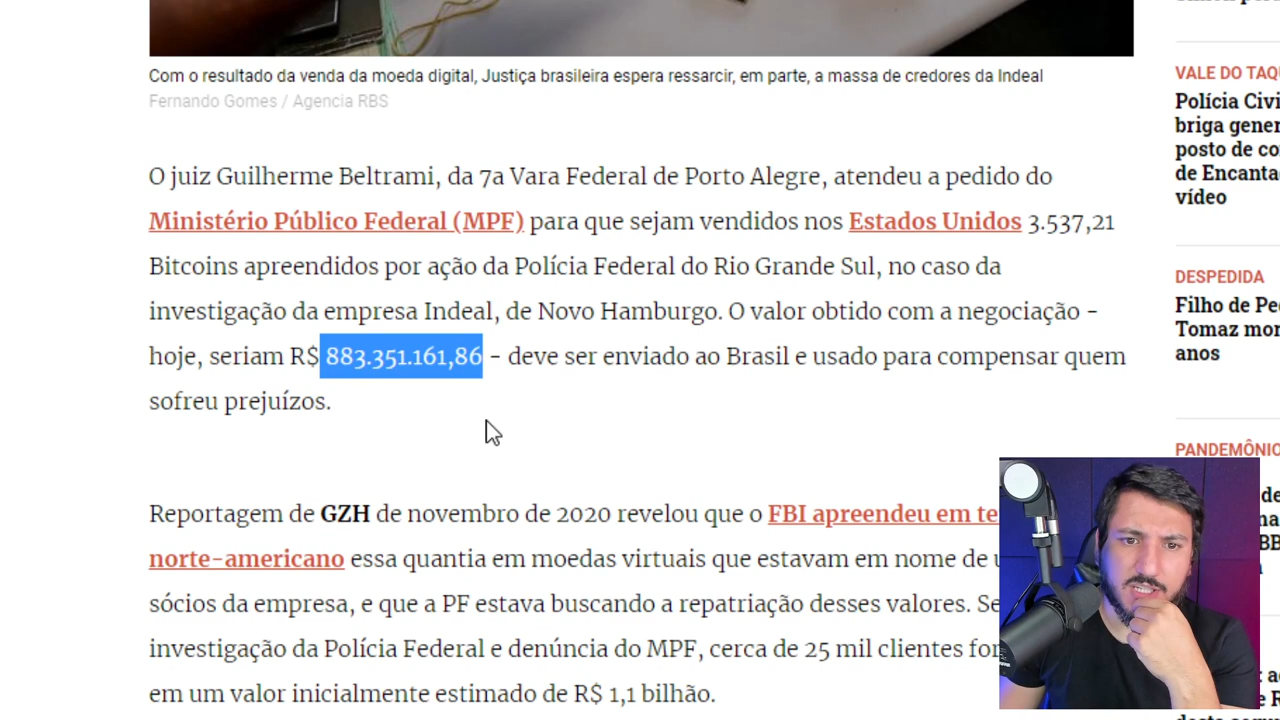 Com o resultado da venda da moeda digital, Justiça brasileira espera ressarcir, em parte, a massa de credores da Indeal
Fernando Gomes / Agencia RBS
O juiz Guilherme Beltrami, da 7a Vara Federal de Porto Alegre, atendeu a pedido do
Ministério Público Federal (MPF) para que sejam vendidos nos Estados Unidos 3.537,21
Bitcoins apreendidos por ação da Polícia Federal do Rio Grande Sul, no caso da
investigação da empresa Indeal, de Novo Hamburgo. O valor obtido com a negociação -
hoje, seriam R$ 883.351.161,86 - deve ser enviado ao Brasil e usado para compensar quem
sofreu prejuízos.
Reportagem de GZH de novembro de 2020 revelou que o FBI apreendeu em te
norte-americano essa quantia em moedas virtuais que estavam em nome de
sócios da empresa, e que a PF estava buscando a repatriação desses valores. Se
investigação da Polícia Federal e denúncia do MPF, cerca de 25 mil clientes for
em um valor inicialmente estimado de R$ 1,1 bilhão.
VALE DO TAQU
Polícia Civi
briga gener
posto de co
de Encanta
vídeo
DESPEDIDA
Filho de Pe
Tomaz mor
anos
PANDEMÔNIO